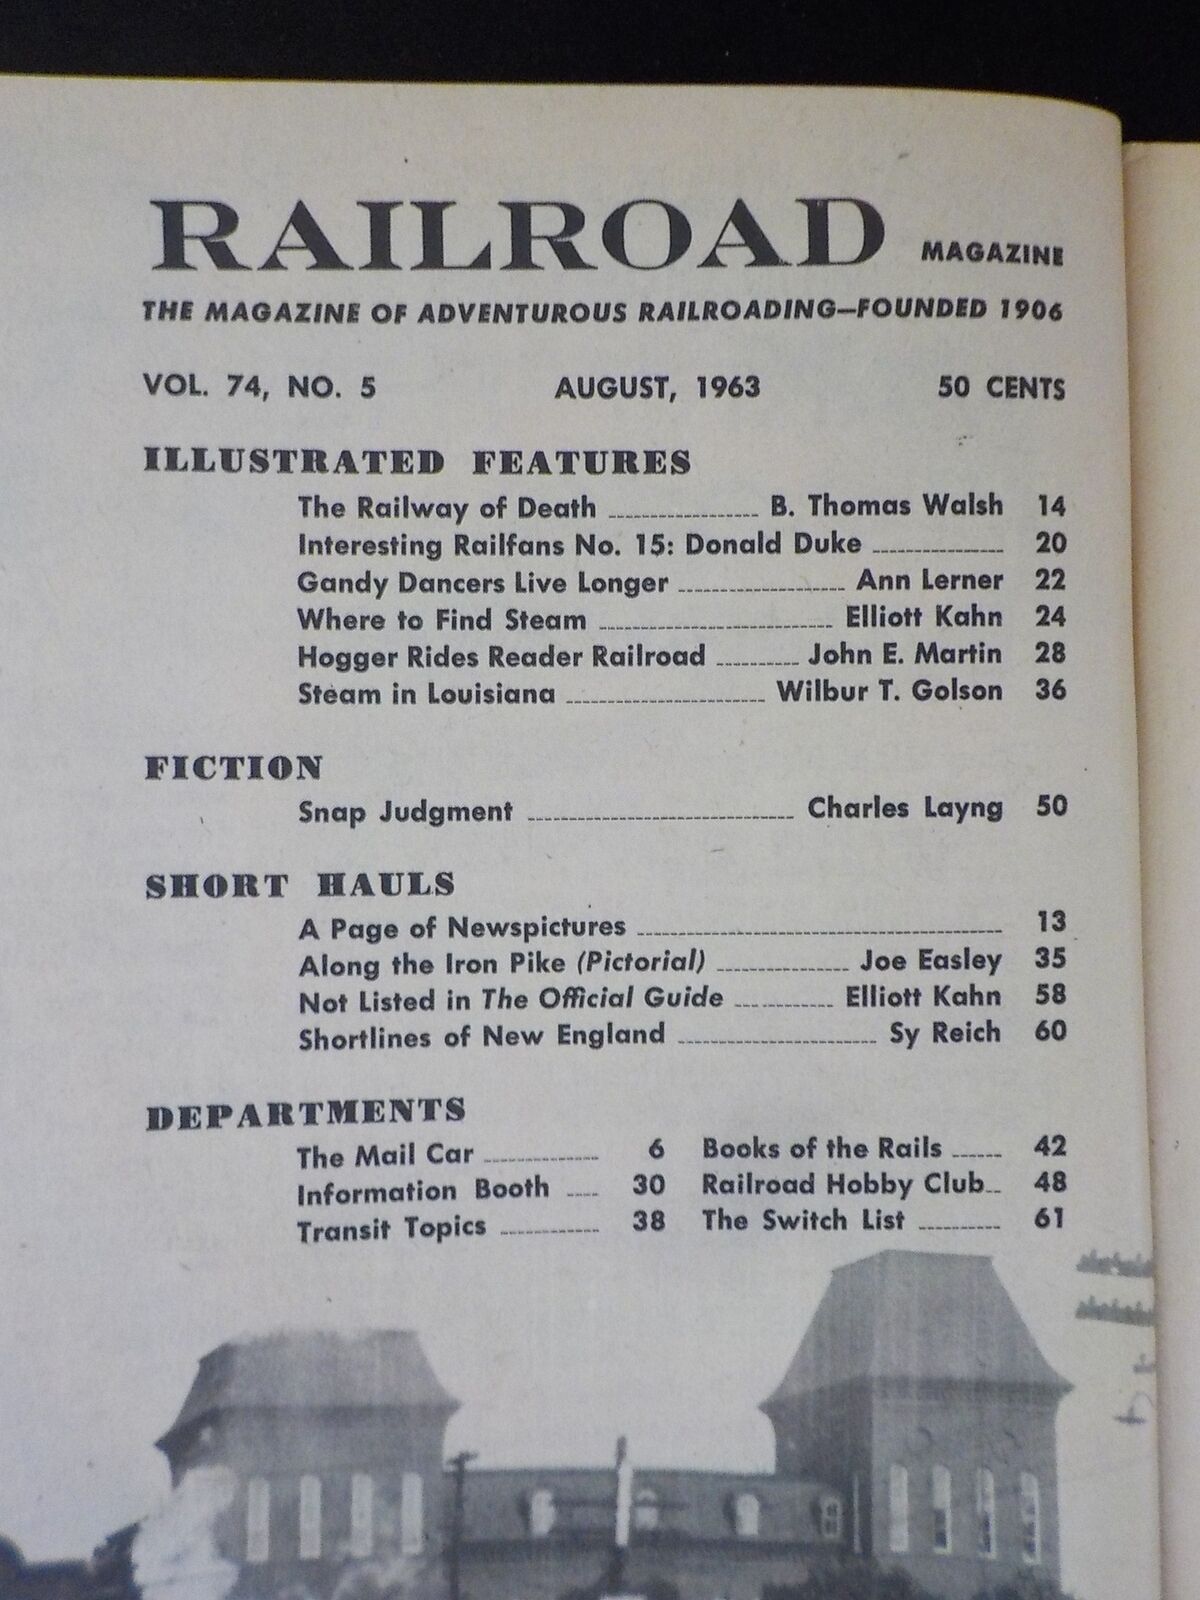 RAILROAD MAGAZINE
THE MAGAZINE OF ADVENTUROUS RAILROADING—FOUNDED 1906
VOL. 74, NO. 5 AUGUST, 1963 50 CENTS
ILLUSTRATED FEATURES
The Railway of Death B. Thomas Walsh 14
Interesting Railfans No. 15: Donald Duke 20
Gandy Dancers Live Longer Ann Lerner 22
Where to Find Steam Elliott Kahn 24
Hogger Rides Reader Railroad John E. Martin 28
Steam in Louisiana Wilbur T. Golson 36
FICTION
Snap Judgment Charles Layng 50
SHORT HAULS
A Page of Newspictures 13
Along the Iron Pike (Pictorial) Joe Easley 35
Not Listed in The Official Guide Elliott Kahn 58
Shortlines of New England Sy Reich 60
DEPARTMENTS
The Mail Car 6 Books of the Rails 42
Information Booth 30 Railroad Hobby Club 48
Transit Topics 38 The Switch List 61